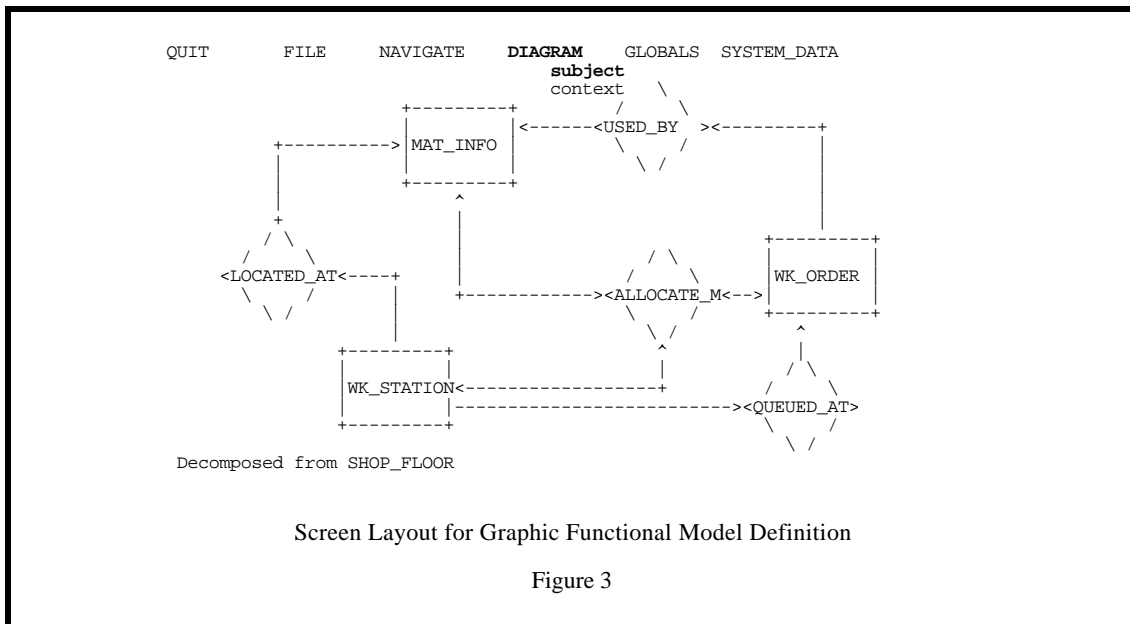 QUIT FILE NAVIGATE DIAGRAM GLOBALS SYSTEM_DATA
subject
context
USED_BY
MAT_INFO
LOCATED_AT
WK_ORDER
ALLOCATE_M
WK_STATION
QUEUED_AT
Decomposed from SHOP_FLOOR
Screen Layout for Graphic Functional Model Definition
Figure 3